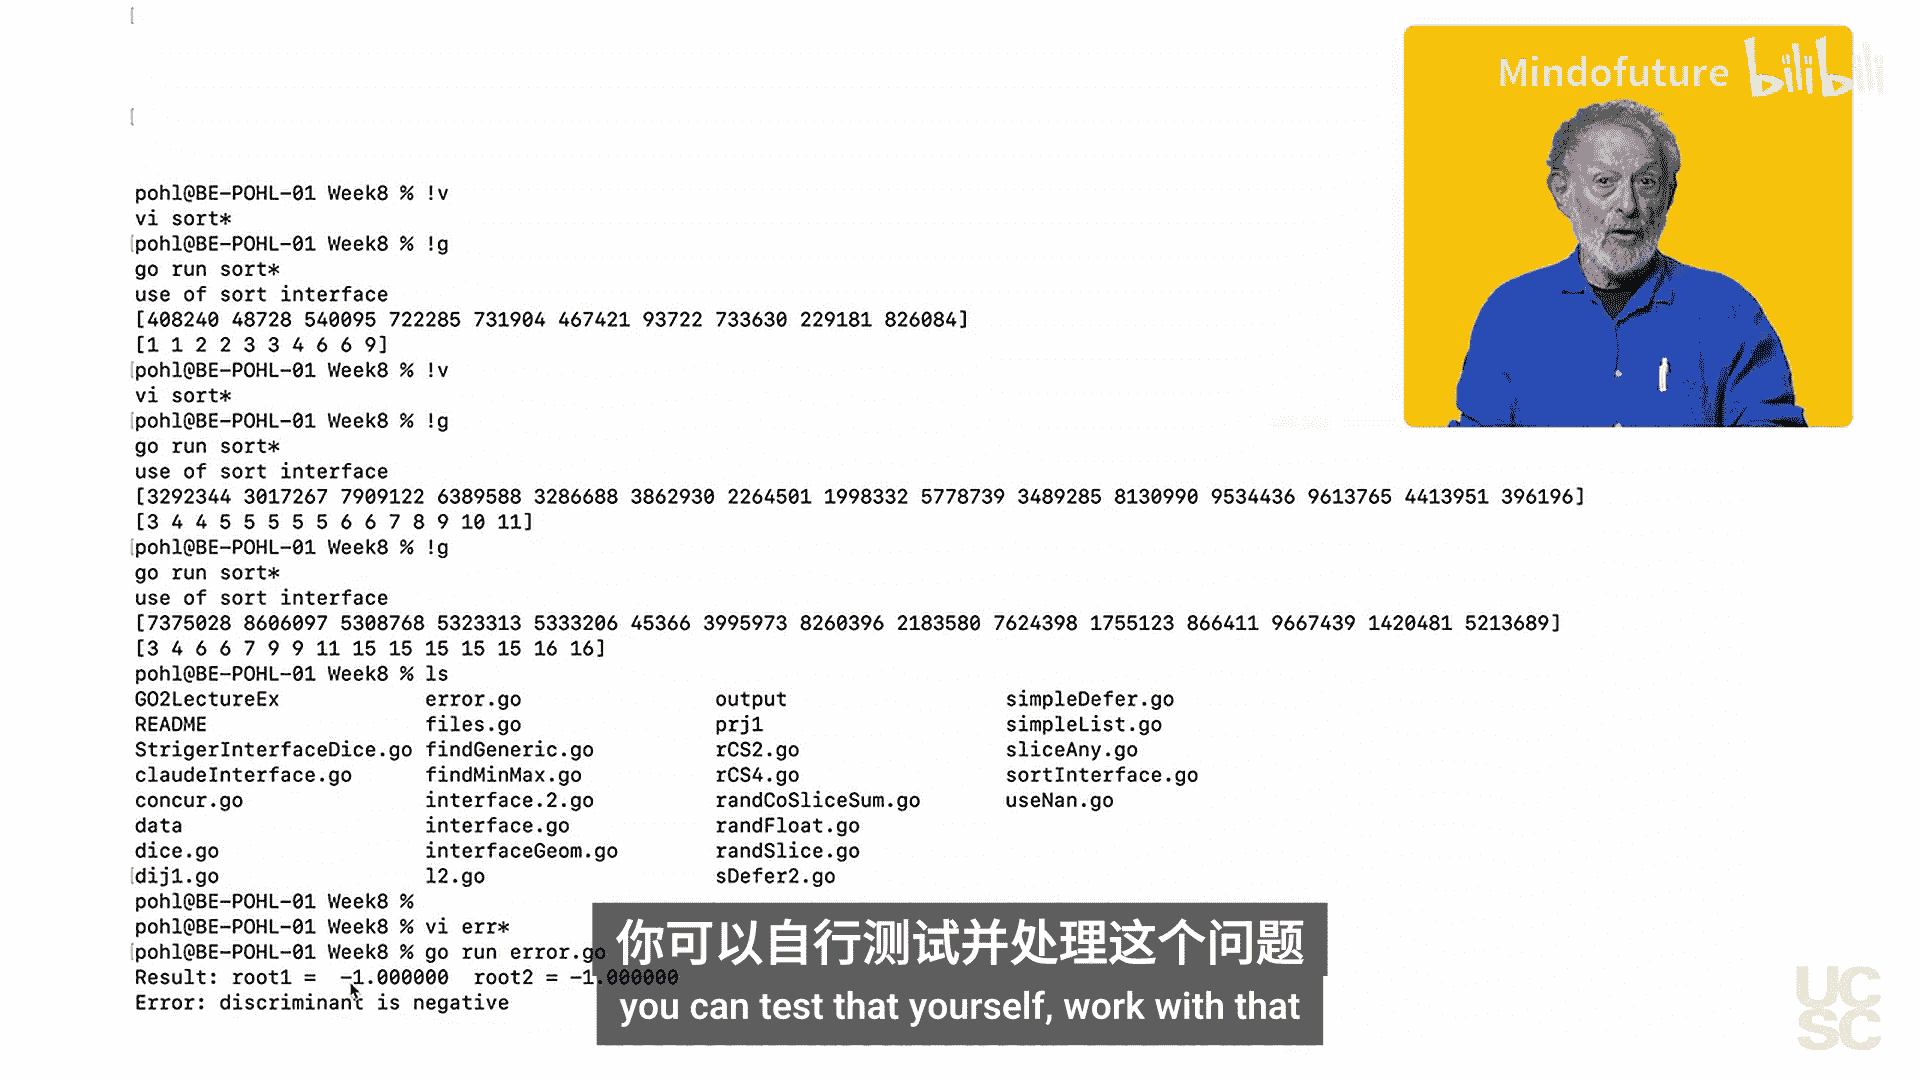 Mindofuture bilibili
pohl@BE-POHL-01 Week8 % !v
vi sort*
pohl@BE-POHL-01 Week8 % !g
go run sort*
use of sort interface
[408240 48728 540095 722285 731904 467421 93722 733630 229181 826084]
[1 1 2 2 3 3 4 6 6 9]
pohl@BE-POHL-01 Week8 % !v
vi sort*
pohl@BE-POHL-01 Week8 % !g
go run sort*
use of sort interface
[3292344 3017267 7909122 6389588 3286688 3862930 2264501 1998332 5778739 3489285 8130990 9534436 9613765 4413951 396196]
[3 4 4 5 5 5 5 5 6 6 7 8 9 10 11]
pohl@BE-POHL-01 Week8 % !g
go run sort*
use of sort interface
[7375028 8606097 5308768 5323313 5333206 45366 3995973 8260396 2183580 7624398 1755123 866411 9667439 1420481 5213689]
[3 4 6 6 7 9 9 11 15 15 15 15 15 16 16]
pohl@BE-POHL-01 Week8 % ls
GO2LectureEx error.go output simpleDefer.go
README files.go prj1 simpleList.go
StrigerInterfaceDice.go findGeneric.go rCS2.go sliceAny.go
claudeInterface.go findMinMax.go rCS4.go sortInterface.go
concur.go interface.2.go randCoSliceSum.go useNan.go
data interface.go randFloat.go
dice.go interfaceGeom.go randSlice.go
dij1.go l2.go sDefer2.go
pohl@BE-POHL-01 Week8 %
pohl@BE-POHL-01 Week8 % vi err*
pohl@BE-POHL-01 Week8 % go run error.go
Result: root1 = -1.000000 root2 = -1.000000
Error: discriminant is negative
你可以自行测试并处理这个问题
you can test that yourself, work with that
UC
SC